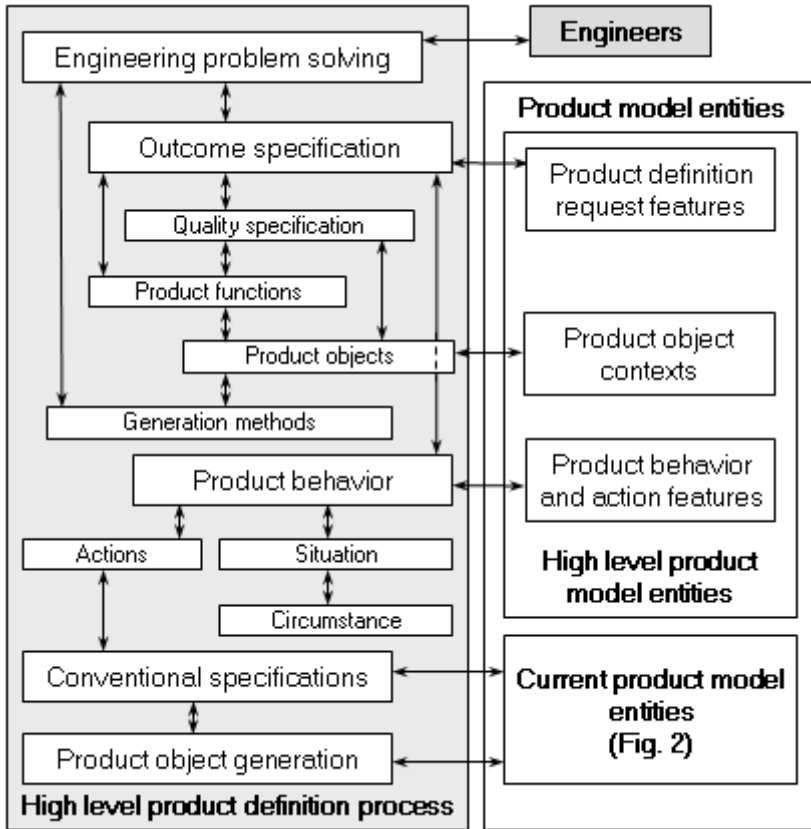 Engineers
Engineering problem solving
Product model entities
Outcome specification
Product definition
request features
Quality specification
Product functions
Product objects
Product object
contexts
Generation methods
Product behavior
Product behavior
and action features
Actions
Situation
High level product
model entities
Circumstance
Conventional specifications
Current product model
entities
(Fig. 2)
Product object generation
High level product definition process